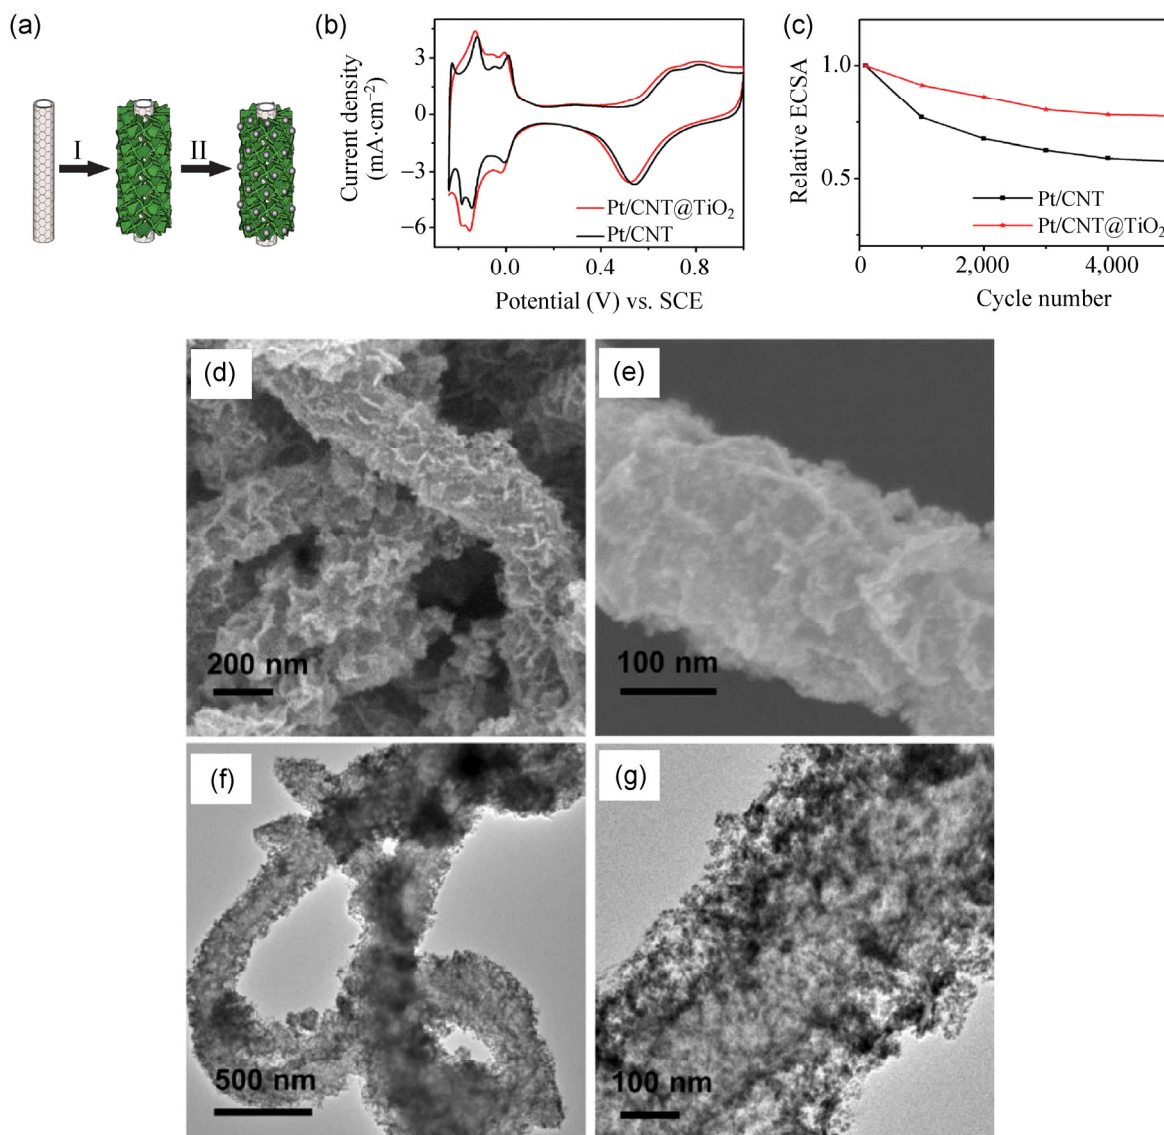 (a)
I
II
(b)
Current density
(mA·cm⁻²)
3
0
−3
−6
0.0
0.4
0.8
Pt/CNT@TiO₂
Pt/CNT
Potential (V) vs. SCE
(c)
Relative ECSA
1.0
0.5
0
2,000
4,000
Pt/CNT
Pt/CNT@TiO₂
Cycle number
(d)
200 nm
(e)
100 nm
(f)
500 nm
(g)
100 nm